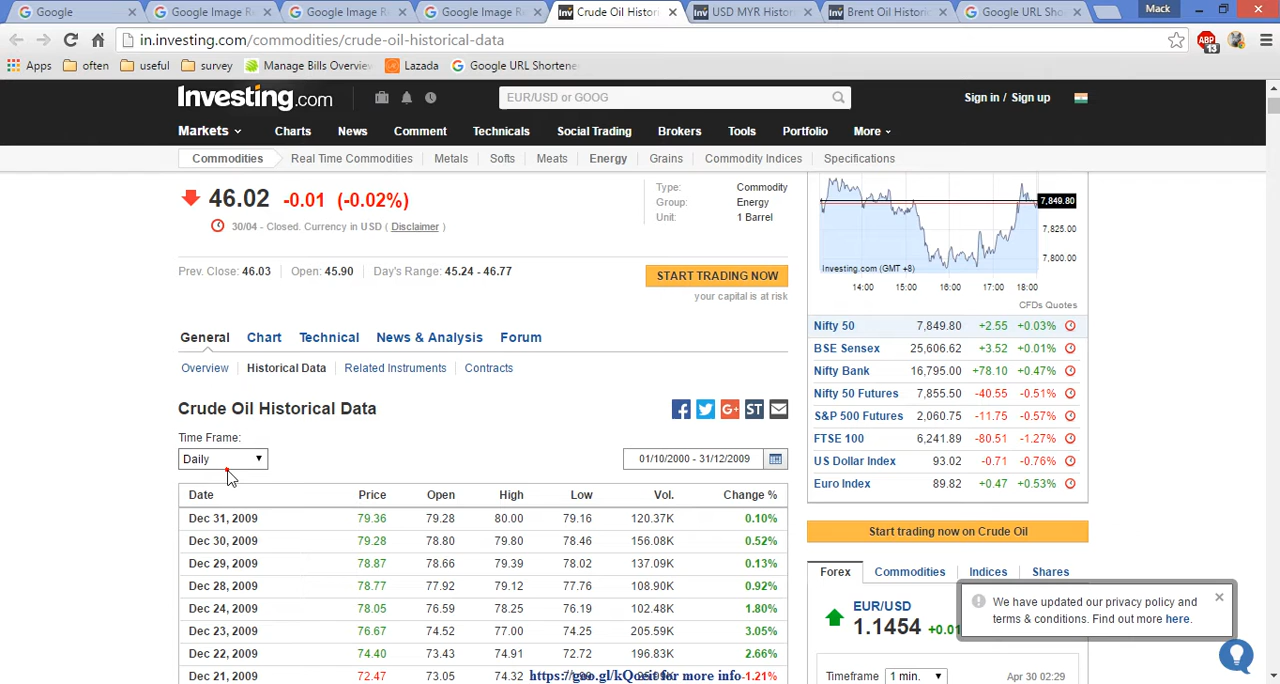 Google
Google Image Re
Google Image Re
Google Image Re
Crude Oil Histori
USD MYR Histori
Brent Oil Historic
Google URL Sho
Mack
in.investing.com/commodities/crude-oil-historical-data
ABP
13
Apps often useful survey Manage Bills Overvie Lazada Google URL Shortene
Investing.com
EUR/USD or GOOG
Sign in / Sign up
Markets Charts News Comment Technicals Social Trading Brokers Tools Portfolio More
Commodities Real Time Commodities Metals Softs Meats Energy Grains Commodity Indices Specifications
46.02 -0.01 (-0.02%)
30/04 - Closed. Currency in USD ( Disclaimer )
Type: Commodity
Group: Energy
Unit: 1 Barrel
Prev. Close: 46.03 Open: 45.90 Day's Range: 45.24 - 46.77
START TRADING NOW
your capital is at risk
General Chart Technical News & Analysis Forum
Overview Historical Data Related Instruments Contracts
Crude Oil Historical Data
ST
Time Frame:
Daily
01/10/2000 - 31/12/2009
Date Price Open High Low Vol. Change %
Dec 31, 2009 79.36 79.28 80.00 79.16 120.37K 0.10%
Dec 30, 2009 79.28 78.80 79.80 78.46 156.08K 0.52%
Dec 29, 2009 78.87 78.66 79.39 78.02 137.09K 0.13%
Dec 28, 2009 78.77 77.92 79.12 77.76 108.90K 0.92%
Dec 24, 2009 78.05 76.59 78.25 76.19 102.48K 1.80%
Dec 23, 2009 76.67 74.52 77.00 74.25 205.59K 3.05%
Dec 22, 2009 74.40 73.43 74.91 72.72 196.83K 2.66%
Dec 21, 2009 72.47 73.05 74.32 -1.21%
for more info
7,849.80
7,825.00
7,800.00
Investing.com (GMT +8)
14:00 15:00 16:00 17:00 18:00
CFDs Quotes
Nifty 50 7,849.80 +2.55 +0.03%
BSE Sensex 25,606.62 +3.52 +0.01%
Nifty Bank 16,795.00 +78.10 +0.47%
Nifty 50 Futures 7,855.50 -40.55 -0.51%
S&P 500 Futures 2,060.75 -11.75 -0.57%
FTSE 100 6,241.89 -80.51 -1.27%
US Dollar Index 93.02 -0.71 -0.76%
Euro Index 89.82 +0.47 +0.53%
Start trading now on Crude Oil
Forex Commodities Indices Shares
EUR/USD
1.1454 +0.01
We have updated our privacy policy and
terms & conditions. Find out more here.
Timeframe 1 min. Apr 30 02:29